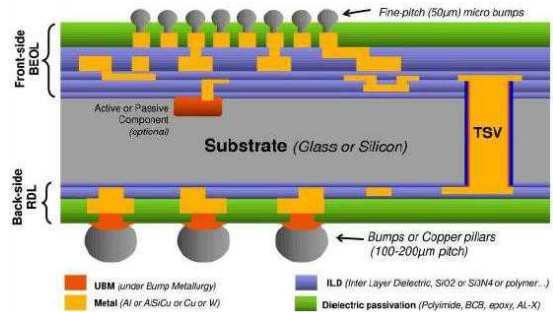 Fine-pitch (50µm) micro bumps
Front-side
BEOL
Active or Passive
Component
(optional)
Substrate (Glass or Silicon)
TSV
Back-side
RDL
Bumps or Copper pillars
(100-200µm pitch)
UBM (under Bump Metallurgy)
Metal (Al or AlSiCu or Cu or W)
ILD (Inter Layer Dielectric, SiO2 or Si3N4 or polymer...)
Dielectric passivation (Polyimide, BCB, epoxy, AL-X)